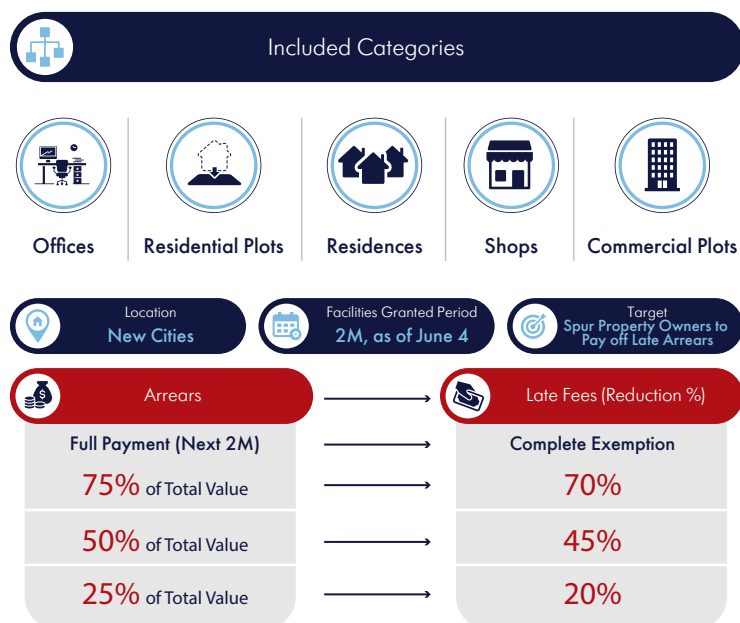 Included Categories
Offices
Residential Plots
Residences
Shops
Commercial Plots
Location
New Cities
Facilities Granted Period
2M, as of June 4
Target
Spur Property Owners to
Pay off Late Arrears
$
Arrears
Late Fees (Reduction %)
Full Payment (Next 2M)
Complete Exemption
75% of Total Value
70%
50% of Total Value
45%
25% of Total Value
20%